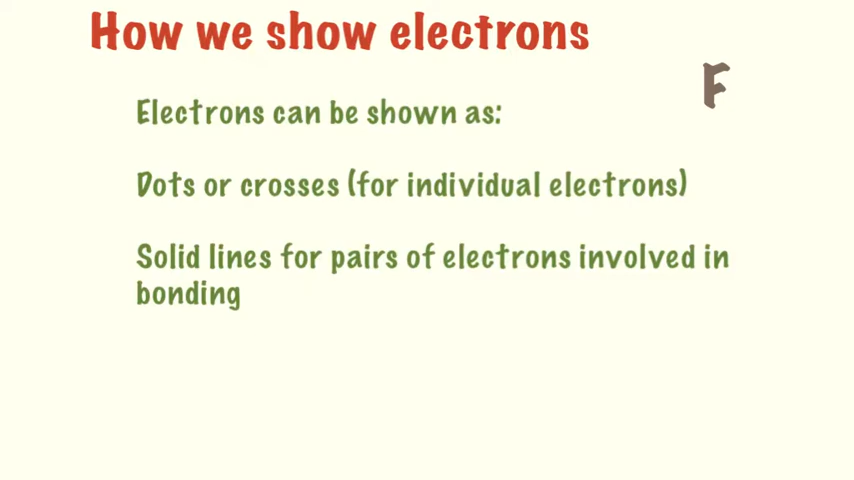 How we show electrons
F
Electrons can be shown as:
Dots or crosses (for individual electrons)
Solid lines for pairs of electrons involved in
bonding